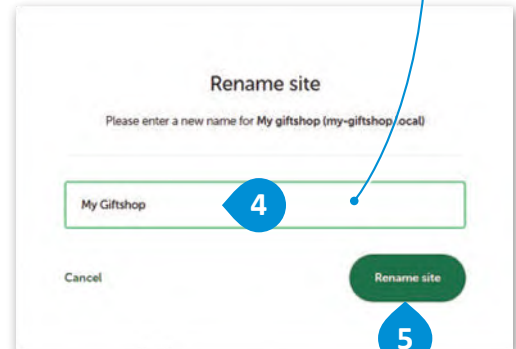 Rename site
Please enter a new name for My giftshop (my-giftshop.local)
My Giftshop
4
Cancel
Rename site
5